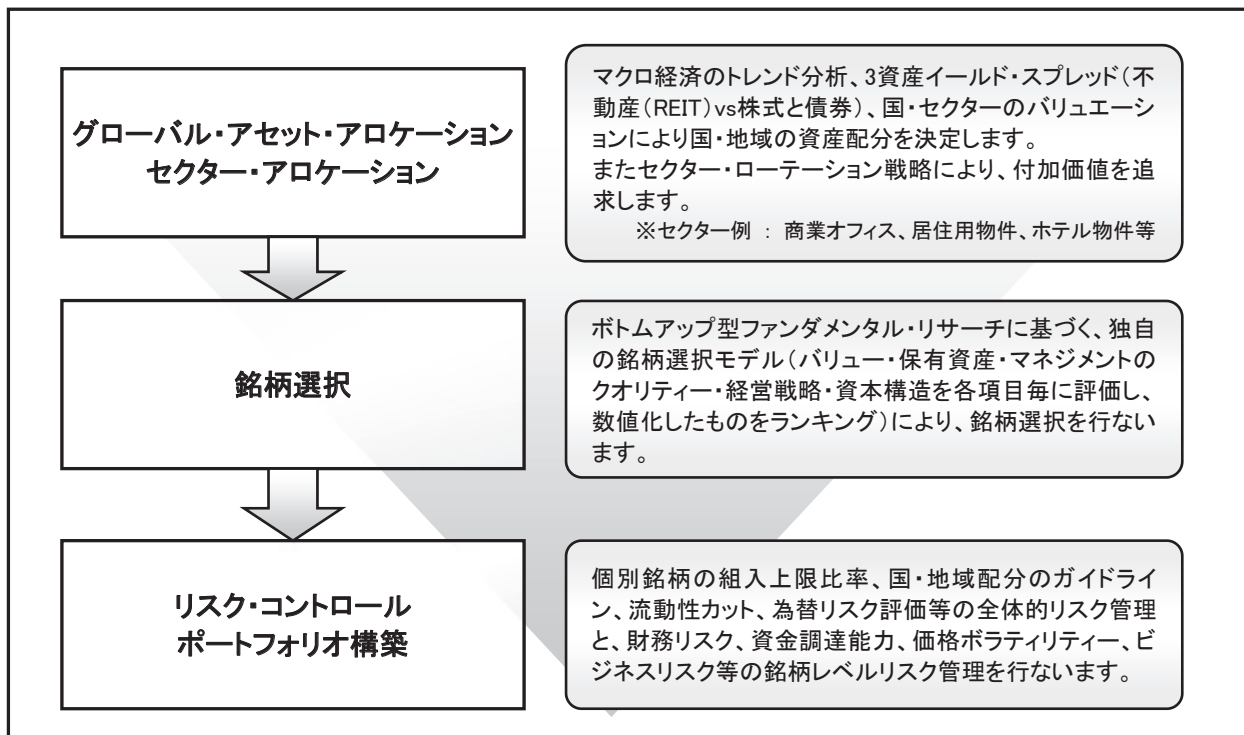 グローバル・アセット・アロケーション
セクター・アロケーション
マクロ経済のトレンド分析、3資産イールド・スプレッド(不
動産(REIT)vs株式と債券)、国・セクターのバリュエーシ
ョンにより国・地域の資産配分を決定します。
またセクター・ローテーション戦略により、付加価値を追
求します。
※セクター例 : 商業オフィス、居住用物件、ホテル物件等
銘柄選択
ボトムアップ型ファンダメンタル・リサーチに基づく、独自
の銘柄選択モデル(バリュー・保有資産・マネジメントの
クオリティー・経営戦略・資本構造を各項目毎に評価し、
数値化したものをランキング)により、銘柄選択を行ない
ます。
リスク・コントロール
ポートフォリオ構築
個別銘柄の組入上限比率、国・地域配分のガイドライ
ン、流動性カット、為替リスク評価等の全体的リスク管理
と、財務リスク、資金調達能力、価格ボラティリティー、ビ
ジネスリスク等の銘柄レベルリスク管理を行ないます。